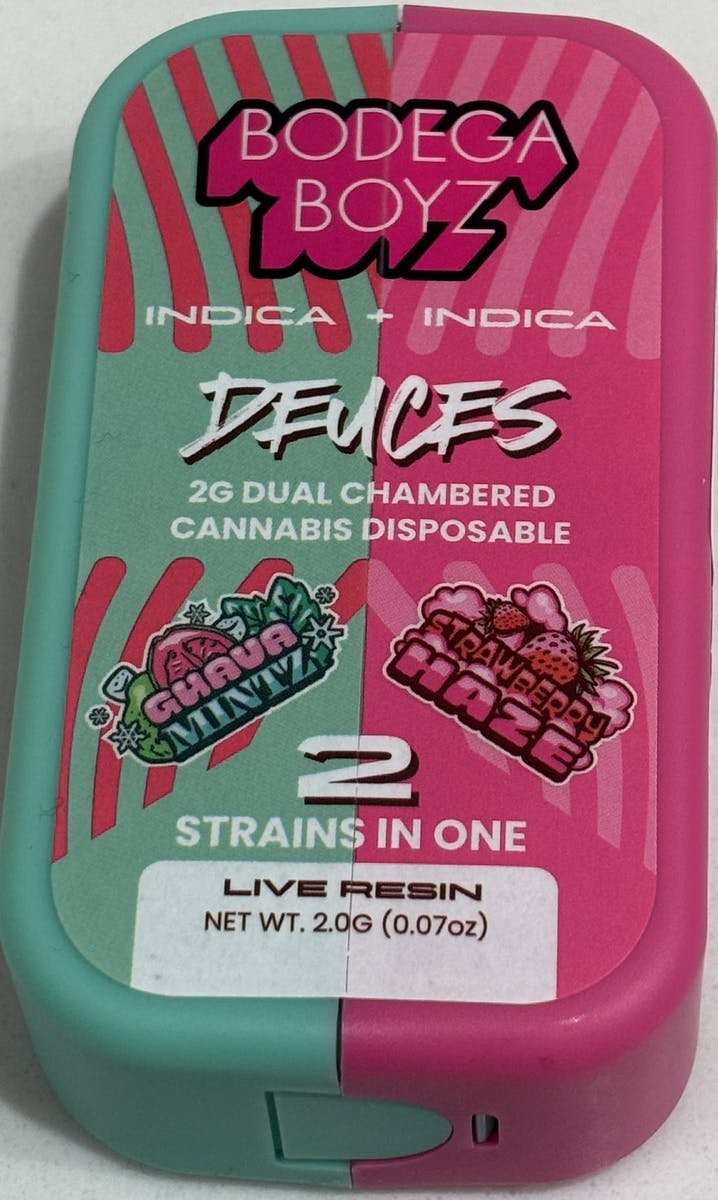 BODEGA
BOYZ
INDICA + INDICA
DEUCES
2G DUAL CHAMBERED
CANNABIS DISPOSABLE
GUAVA
MINTZ
STRAWBERRY
HAZE
2
STRAINS IN ONE
LIVE RESIN
NET WT. 2.0G (0.07oz)